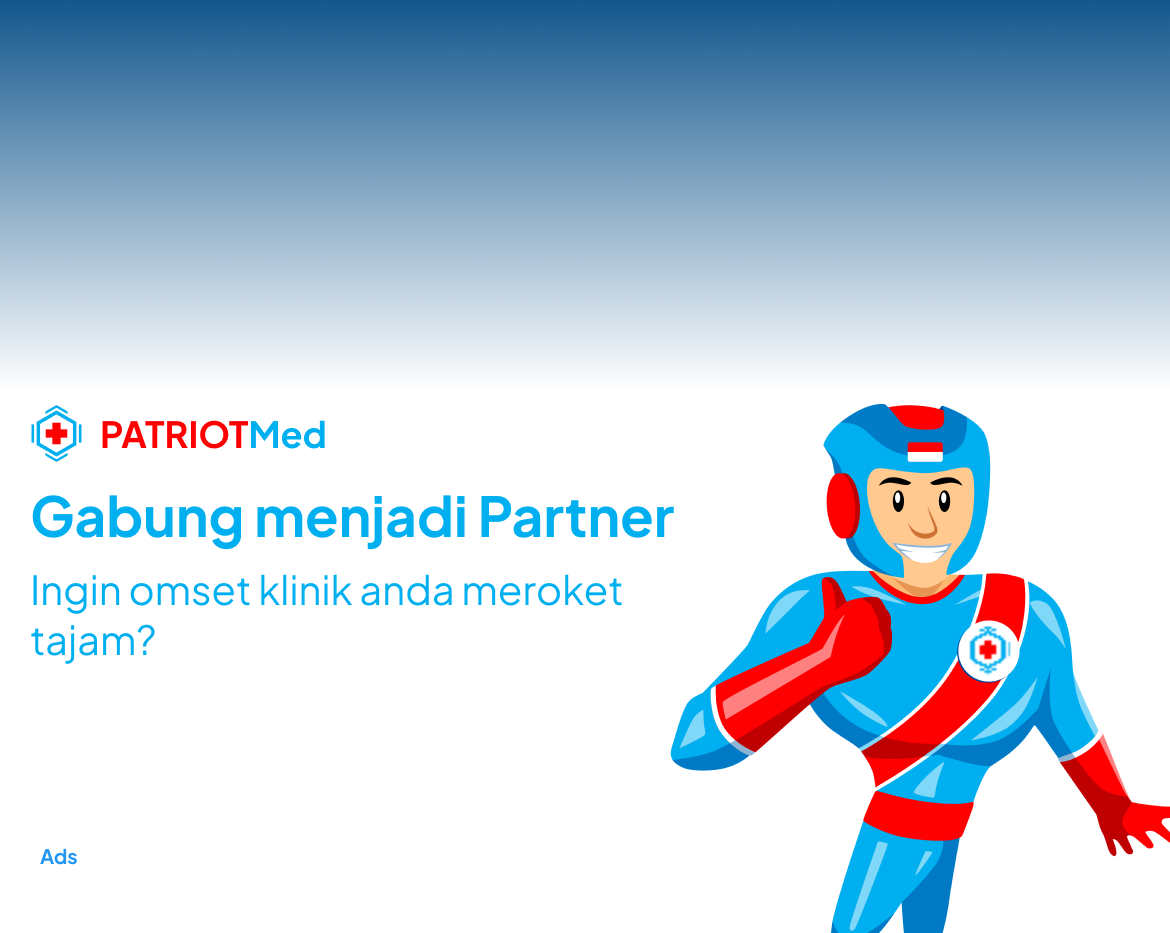 PATRIOTMed
Gabung menjadi Partner
Ingin omset klinik anda meroket
tajam?
Ads